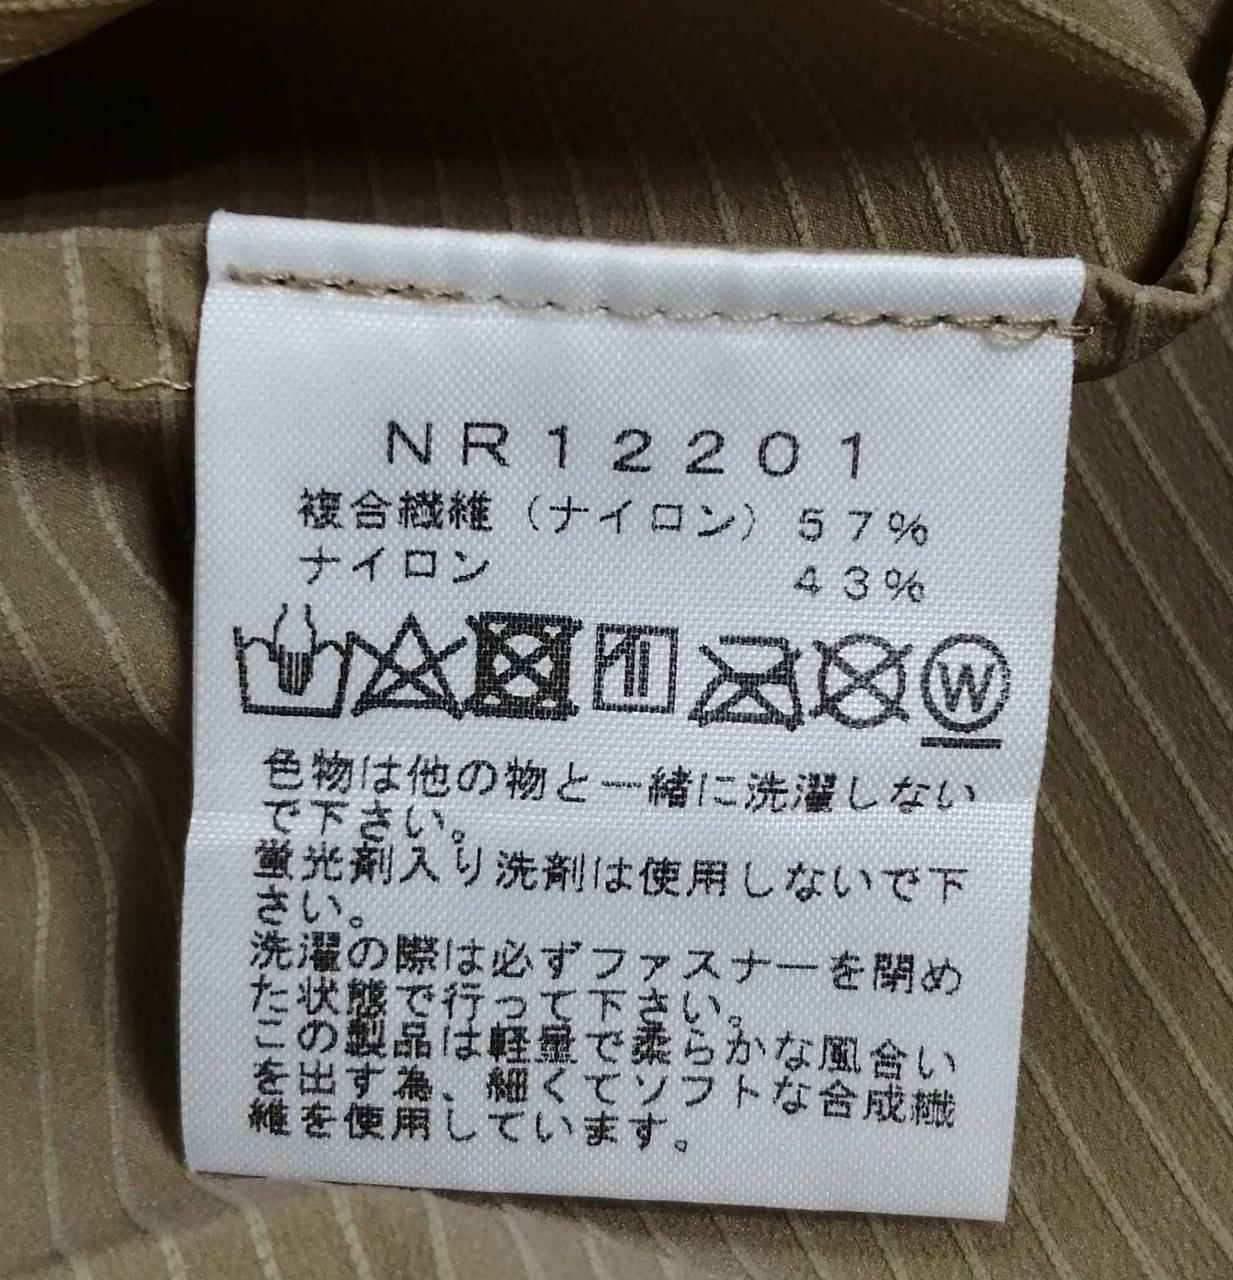 NR12201
複合繊維（ナイロン）57%
ナイロン 43%
W
色物は他の物と一緒に洗濯しない
で下さい。
蛍光剤入り洗剤は使用しないで下
さい。
洗濯の際は必ずファスナーを閉め
た状態で行って下さい。
この製品は軽量で柔らかな風合い
を出す為、細くてソフトな合成繊
維を使用しています。